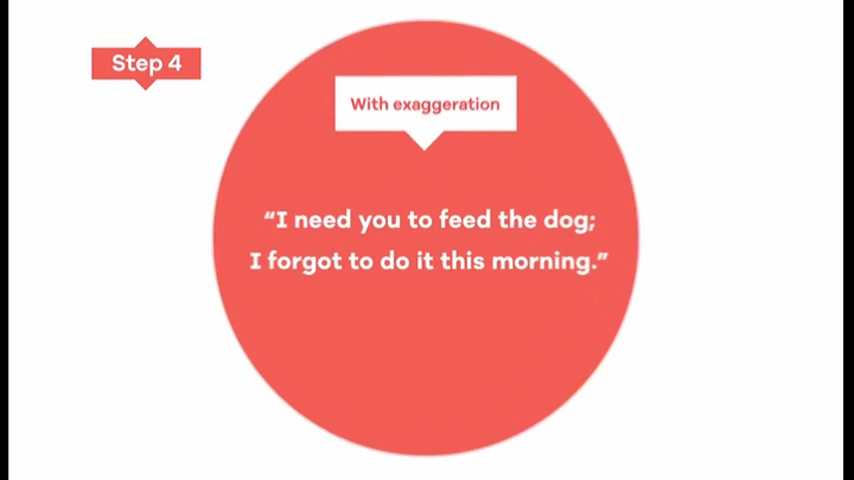 Step 4
With exaggeration
“I need you to feed the dog;
I forgot to do it this morning.”